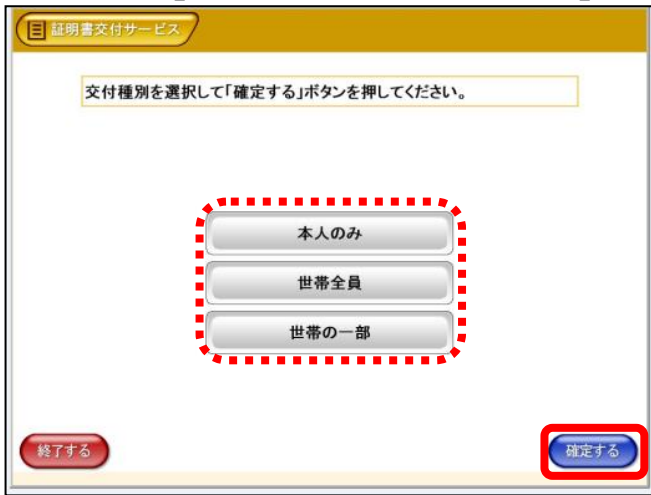 証明書交付サービス
交付種別を選択して「確定する」ボタンを押してください。
本人のみ
世帯全員
世帯の一部
終了する
確定する